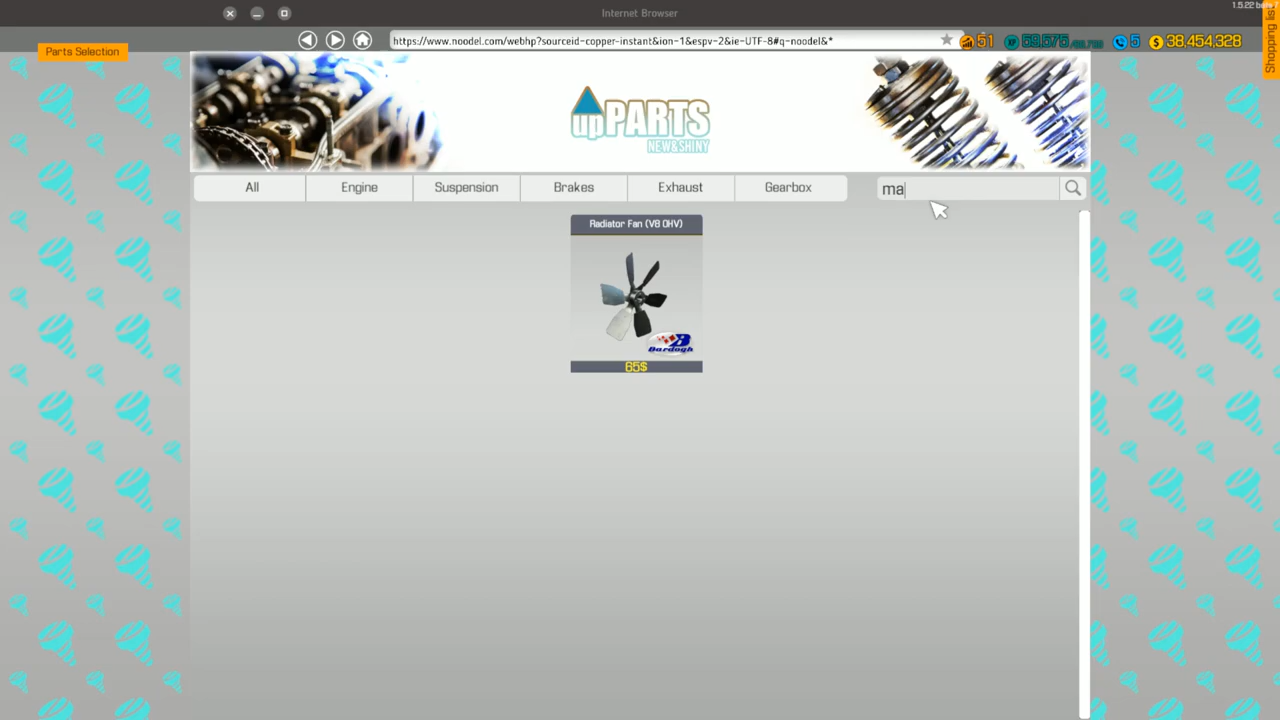 Internet Browser
1.5.22
Parts Selection
https://www.noodel.com/webhp?sourceid-copper-instant&ion-1&espv-2&ie-UTF-8#q-noodel&*
51
5
38,454,328
Shopping list
upPARTS
NEW&SHINY
All
Engine
Suspension
Brakes
Exhaust
Gearbox
ma
Radiator Fan (V8 OHV)
Bardogh
65$